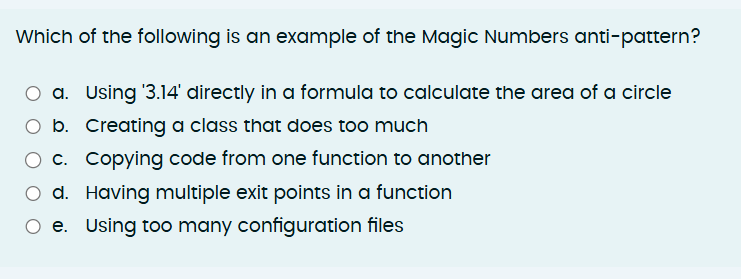 Which of the following is an example of the Magic Numbers anti-pattern?
a. Using '3.14' directly in a formula to calculate the area of a circle
b. Creating a class that does too much
c. Copying code from one function to another
d. Having multiple exit points in a function
e. Using too many configuration files